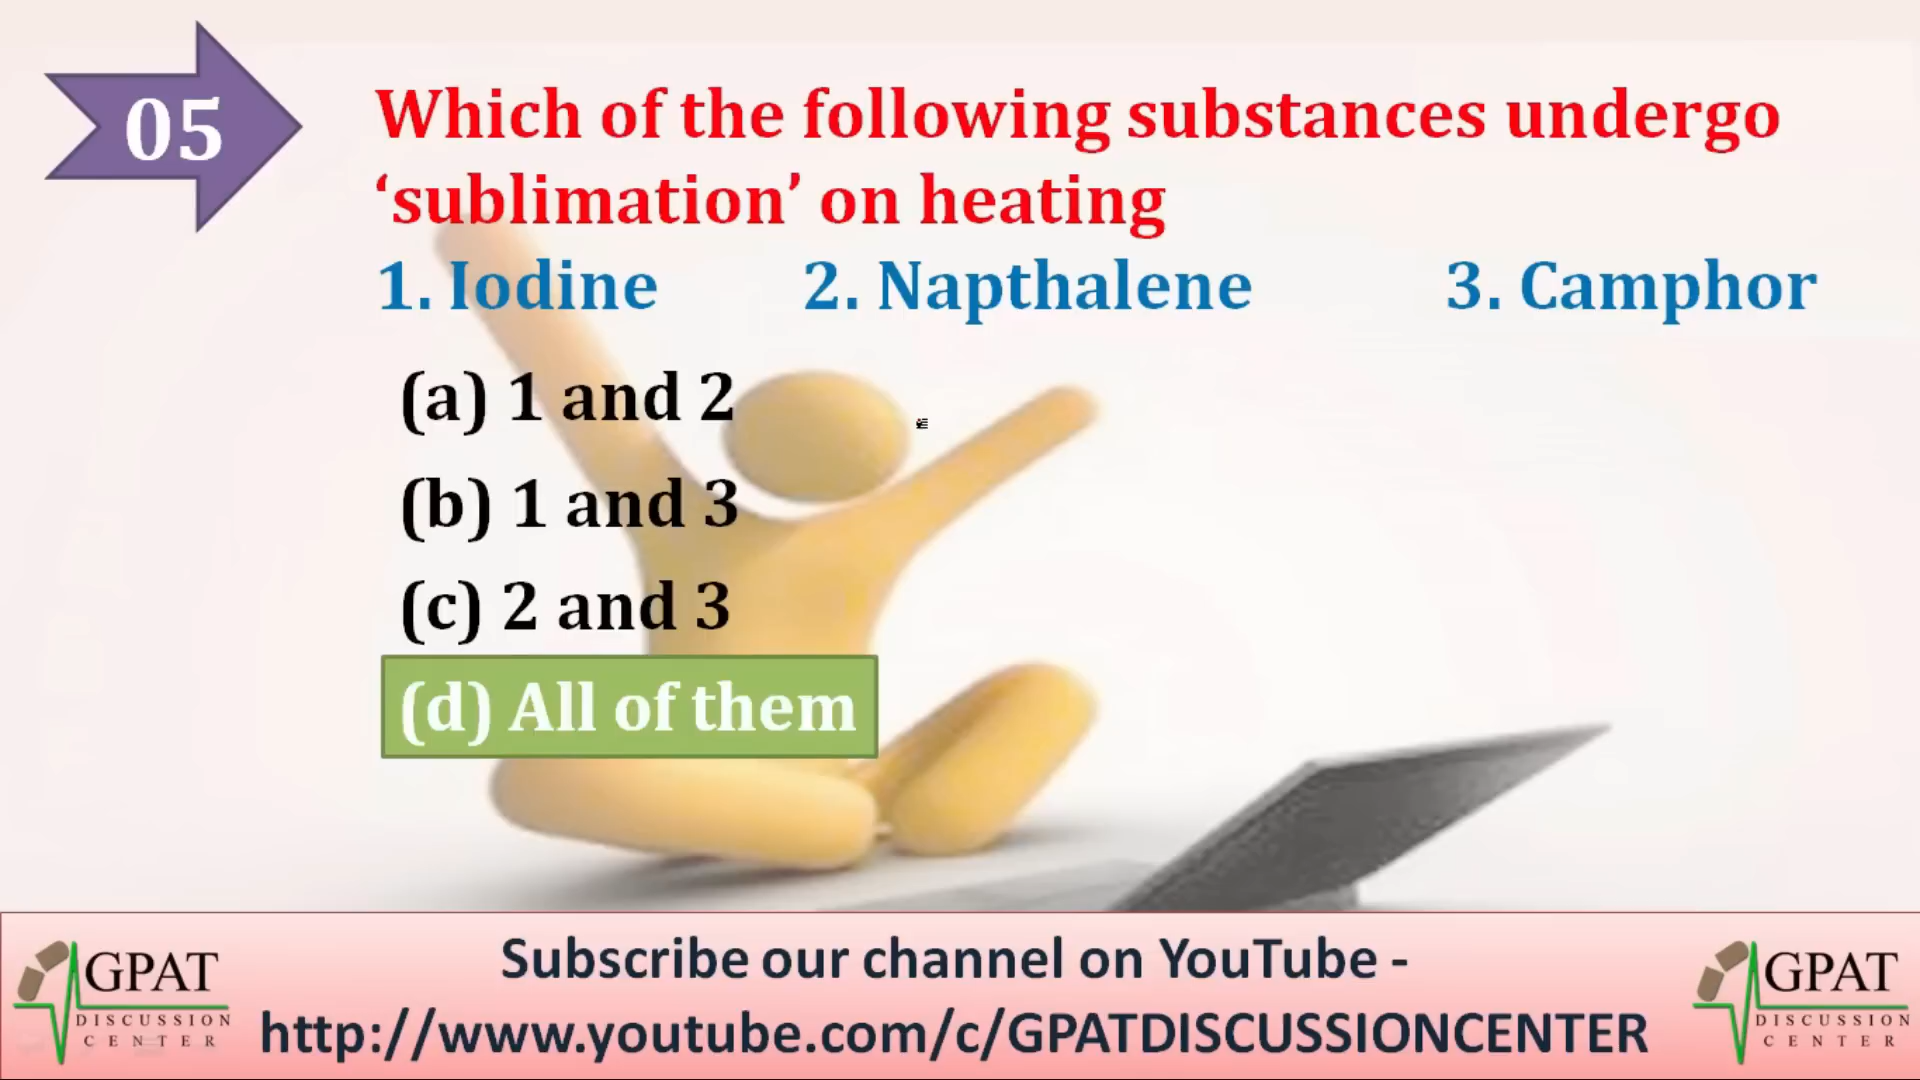 05
Which of the following substances undergo
‘sublimation’ on heating
1. Iodine 2. Napthalene 3. Camphor
(a) 1 and 2
(b) 1 and 3
(c) 2 and 3
(d) All of them
GPAT
DISCUSSION
CENTER
Subscribe our channel on YouTube -
http://www.youtube.com/c/GPATDISCUSSIONCENTER
GPAT
DISCUSSION
CENTER